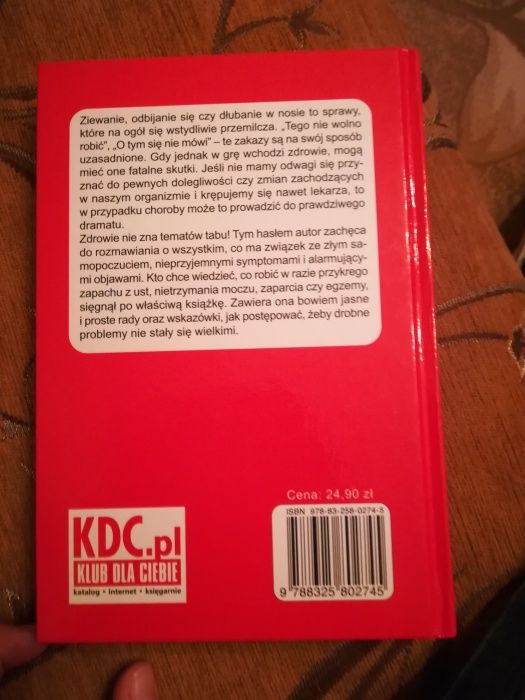 Ziewanie, odbijanie się czy dłubanie w nosie to sprawy,
które na ogół się wstydliwie przemilcza. „Tego nie wolno
robić”, „O tym się nie mówi” – te zakazy są na swój sposób
uzasadnione. Gdy jednak w grę wchodzi zdrowie, mogą
mieć one fatalne skutki. Jeśli nie mamy odwagi się przy-
znać do pewnych dolegliwości czy zmian zachodzących
w naszym organizmie i krępujemy się nawet lekarza, to
w przypadku choroby może to prowadzić do prawdziwego
dramatu.
Zdrowie nie zna tematów tabu! Tym hasłem autor zachęca
do rozmawiania o wszystkim, co ma związek ze złym sa-
mopoczuciem, nieprzyjemnymi symptomami i alarmujący-
mi objawami. Kto chce wiedzieć, co robić w razie przykrego
zapachu z ust, nietrzymania moczu, zaparcia czy egzemy,
sięgnął po właściwą książkę. Zawiera ona bowiem jasne
i proste rady oraz wskazówki, jak postępować, żeby drobne
problemy nie stały się wielkimi.
Cena: 24,90 zł
ISBN 978-83-258-0274-5
9 788325 802745
KDC.pl
KLUB DLA CIEBIE
katalog • internet • księgarnie